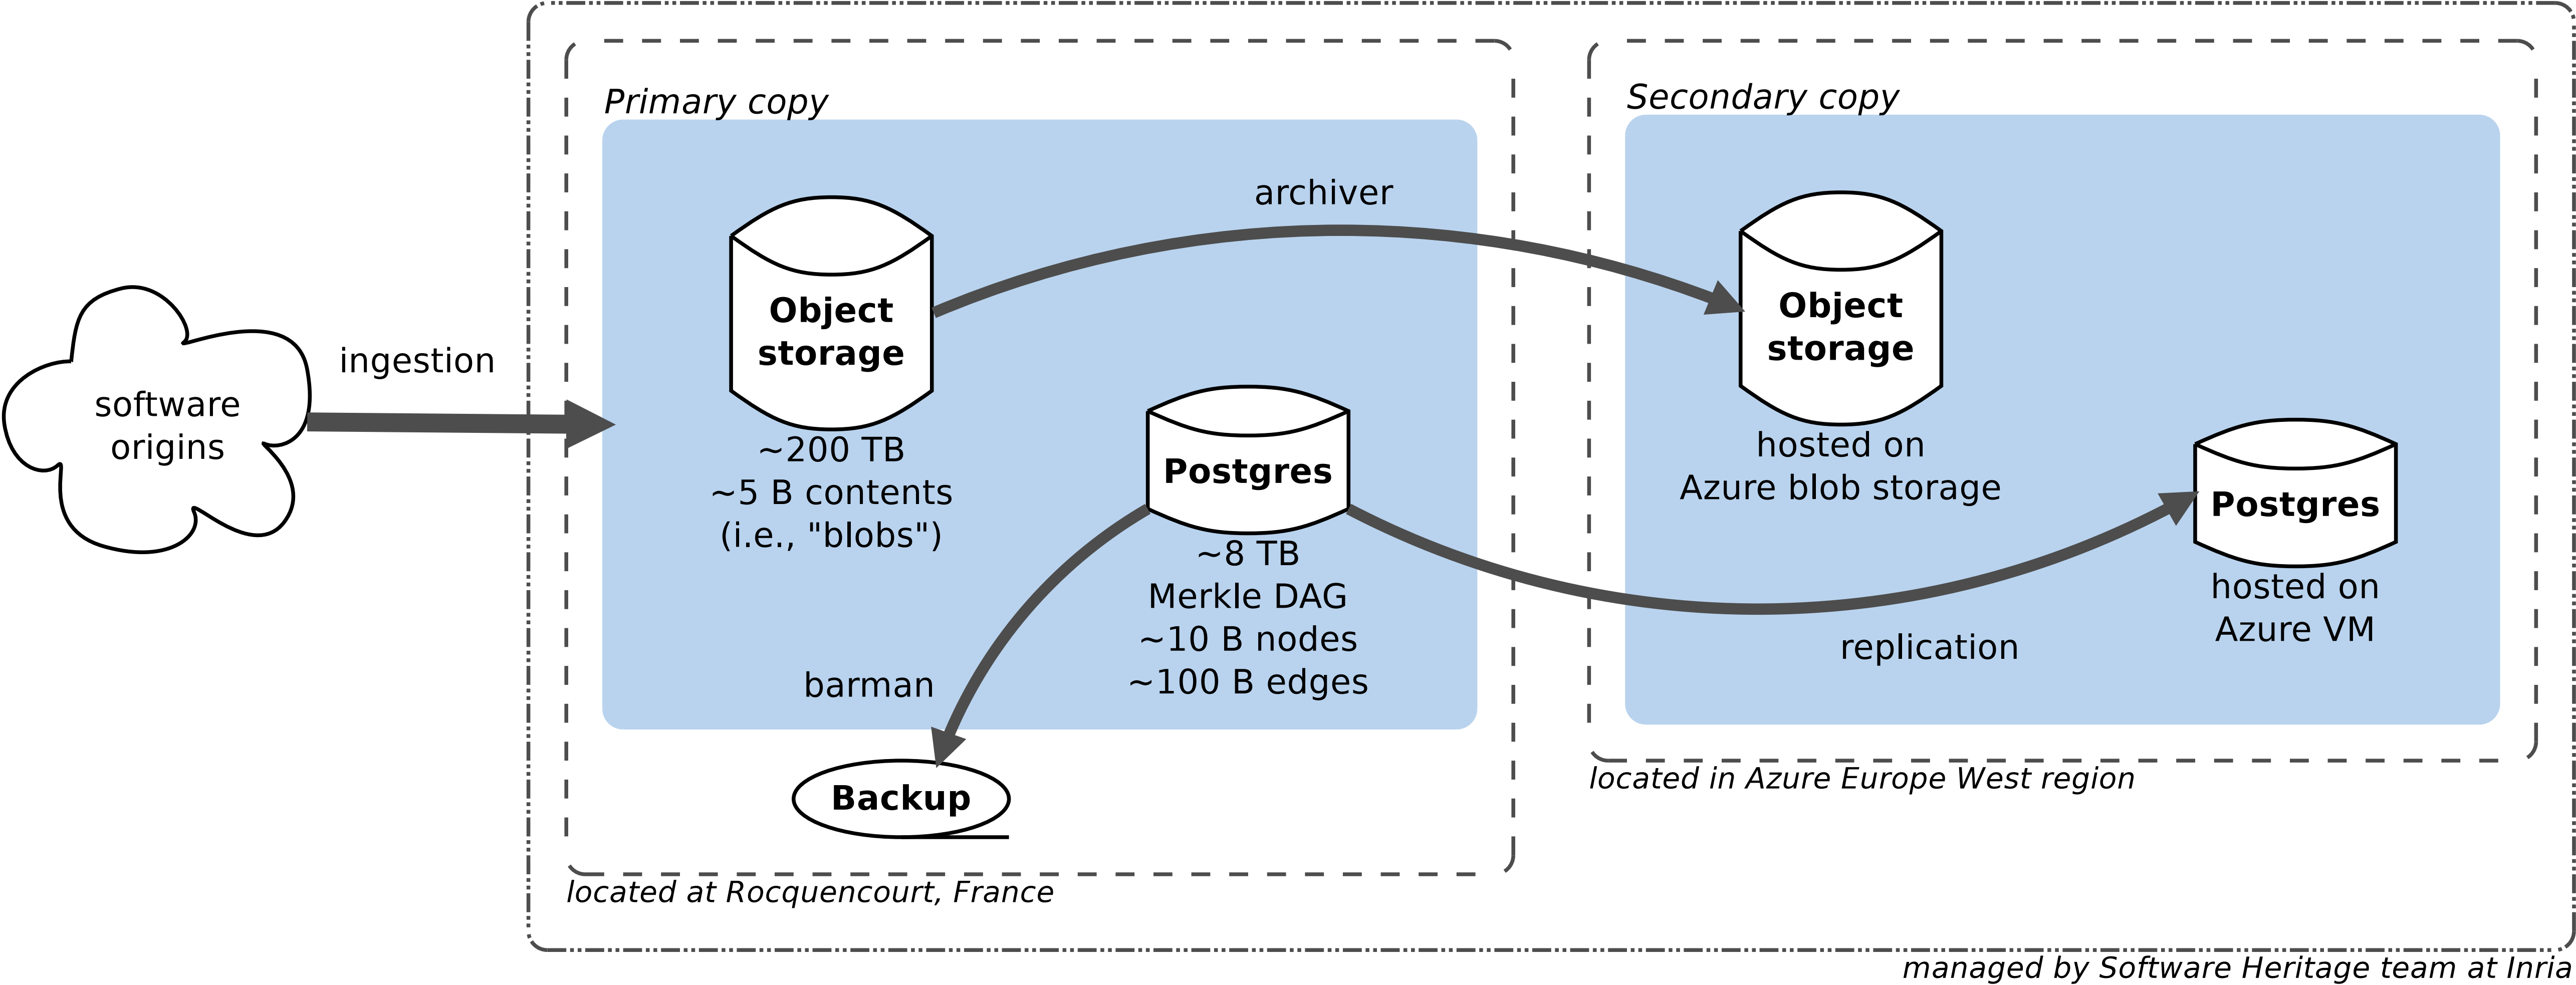 software
origins
ingestion
Primary copy
Object
storage
~200 TB
~5 B contents
(i.e., "blobs")
archiver
Postgres
~8 TB
Merkle DAG
~10 B nodes
~100 B edges
barman
Backup
located at Rocquencourt, France
Secondary copy
Object
storage
hosted on
Azure blob storage
Postgres
hosted on
Azure VM
replication
located in Azure Europe West region
managed by Software Heritage team at Inria